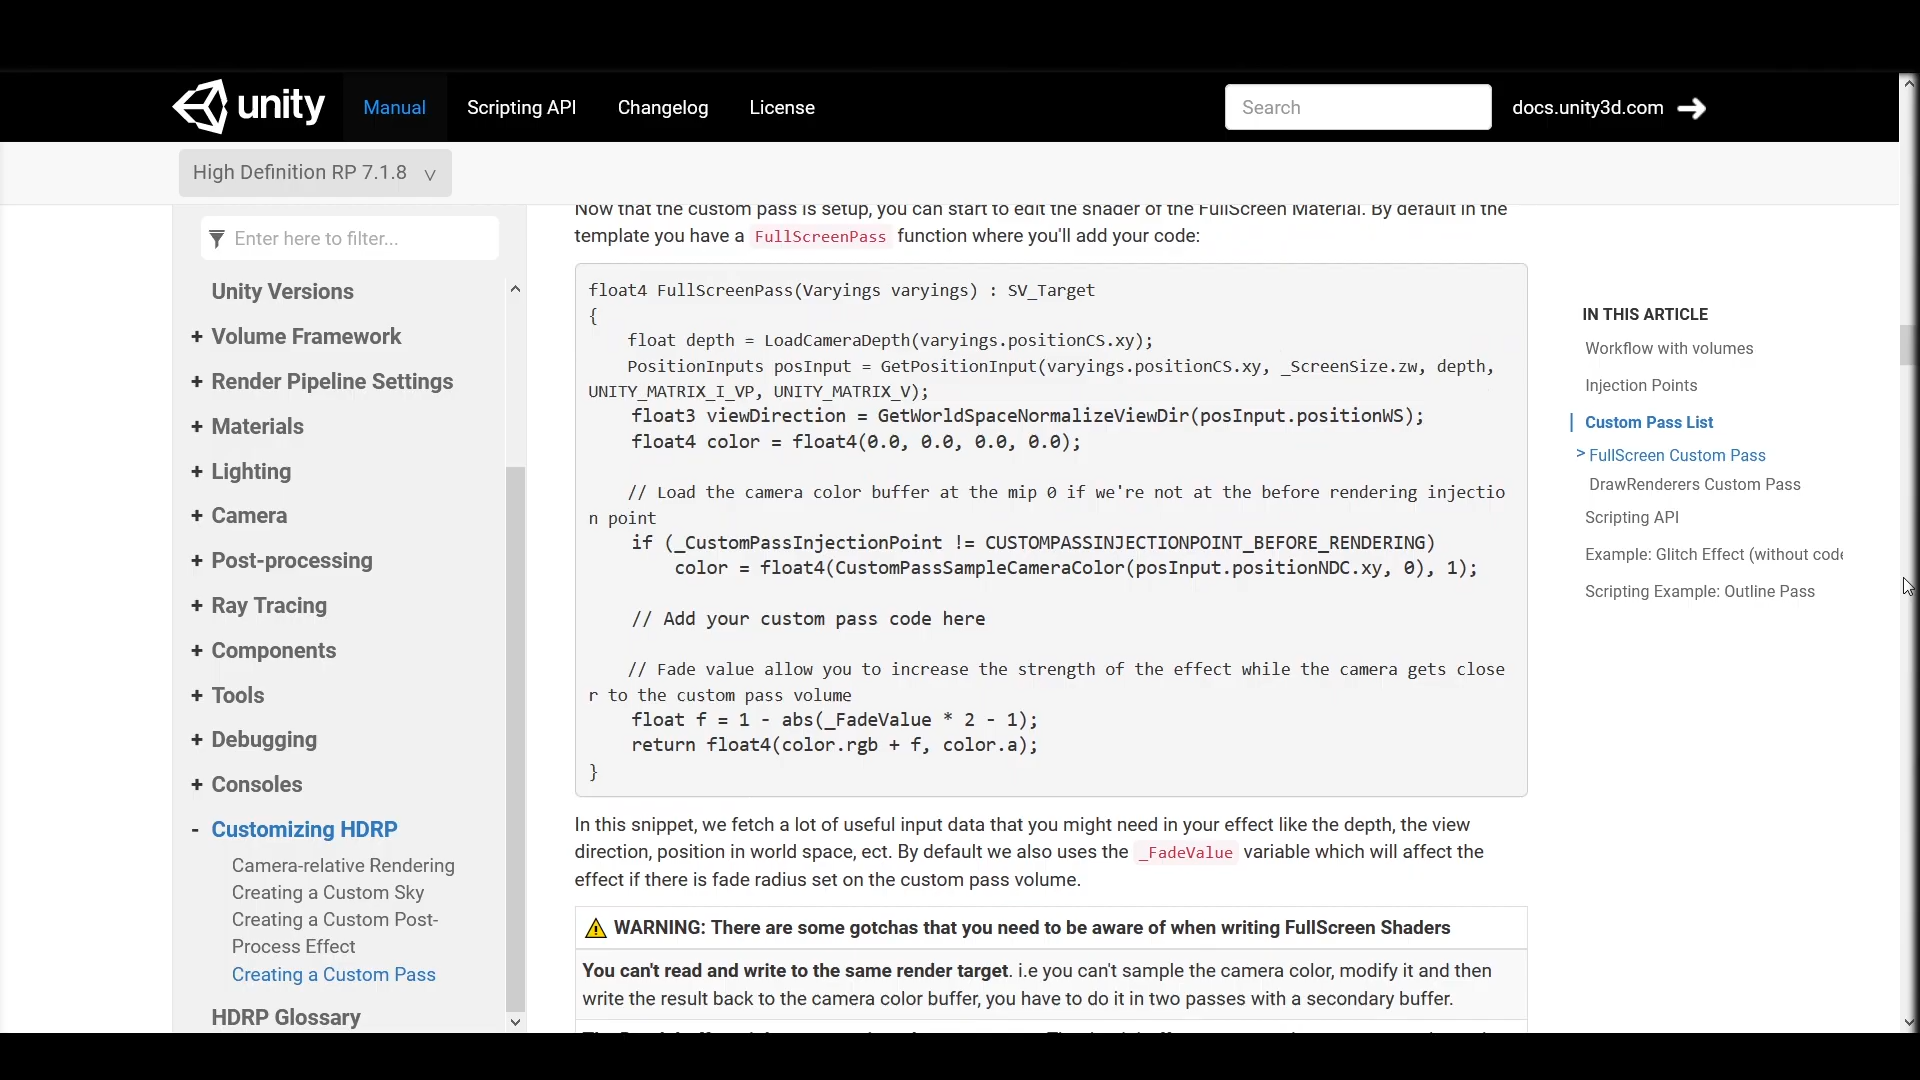 unity
Manual
Scripting API
Changelog
License
Search
docs.unity3d.com
High Definition RP 7.1.8 v
Enter here to filter...
Unity Versions
+ Volume Framework
+ Render Pipeline Settings
+ Materials
+ Lighting
+ Camera
+ Post-processing
+ Ray Tracing
+ Components
+ Tools
+ Debugging
+ Consoles
- Customizing HDRP
Camera-relative Rendering
Creating a Custom Sky
Creating a Custom Post-
Process Effect
Creating a Custom Pass
HDRP Glossary
Now that the custom pass is setup, you can start to edit the shader of the FullScreen Material. By default in the
template you have a FullScreenPass function where you'll add your code:
float4 FullScreenPass(Varyings varyings) : SV_Target
{
float depth = LoadCameraDepth(varyings.positionCS.xy);
PositionInputs posInput = GetPositionInput(varyings.positionCS.xy, _ScreenSize.zw, depth,
UNITY_MATRIX_I_VP, UNITY_MATRIX_V);
float3 viewDirection = GetWorldSpaceNormalizeViewDir(posInput.positionWS);
float4 color = float4(0.0, 0.0, 0.0, 0.0);
// Load the camera color buffer at the mip 0 if we're not at the before rendering injectio
n point
if (_CustomPassInjectionPoint != CUSTOMPASSINJECTIONPOINT_BEFORE_RENDERING)
color = float4(CustomPassSampleCameraColor(posInput.positionNDC.xy, 0), 1);
// Add your custom pass code here
// Fade value allow you to increase the strength of the effect while the camera gets close
r to the custom pass volume
float f = 1 - abs(_FadeValue * 2 - 1);
return float4(color.rgb + f, color.a);
}
In this snippet, we fetch a lot of useful input data that you might need in your effect like the depth, the view
direction, position in world space, ect. By default we also uses the _FadeValue variable which will affect the
effect if there is fade radius set on the custom pass volume.
WARNING: There are some gotchas that you need to be aware of when writing FullScreen Shaders
You can't read and write to the same render target. i.e you can't sample the camera color, modify it and then
write the result back to the camera color buffer, you have to do it in two passes with a secondary buffer.
IN THIS ARTICLE
Workflow with volumes
Injection Points
Custom Pass List
> FullScreen Custom Pass
DrawRenderers Custom Pass
Scripting API
Example: Glitch Effect (without code
Scripting Example: Outline Pass